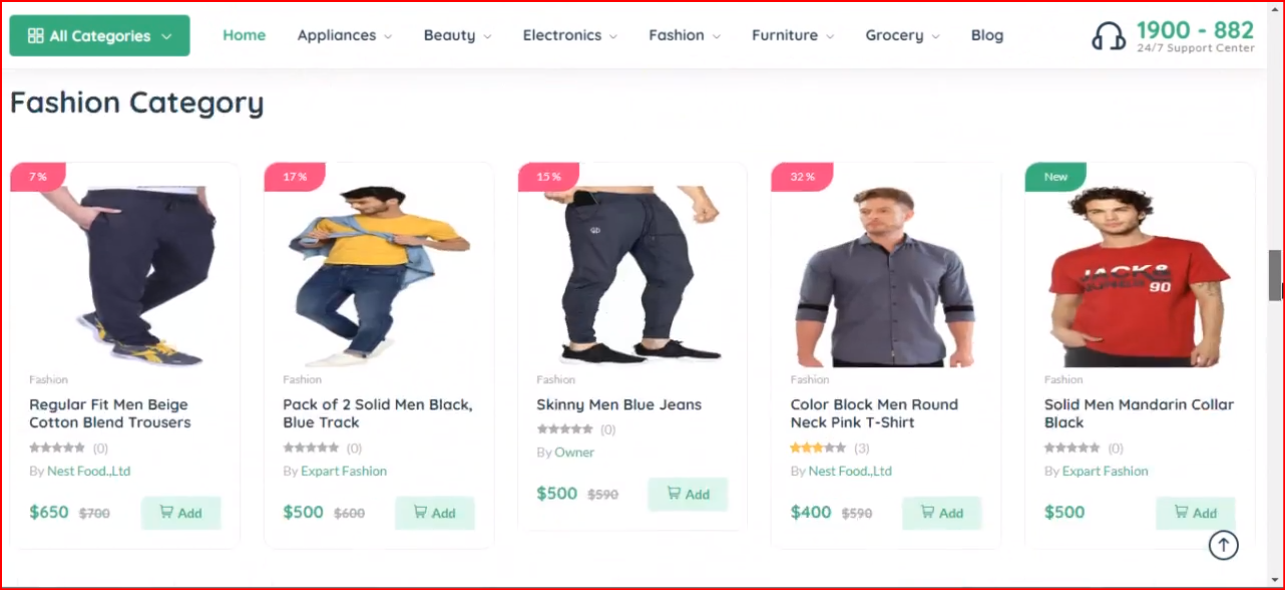 All Categories
Home
Appliances
Beauty
Electronics
Fashion
Furniture
Grocery
Blog
1900 - 882
24/7 Support Center
Fashion Category
7%
Fashion
Regular Fit Men Beige
Cotton Blend Trousers
(0)
By Nest Food.,Ltd
$650 $700
Add
17%
Fashion
Pack of 2 Solid Men Black,
Blue Track
(0)
By Expart Fashion
$500 $600
Add
15%
Fashion
Skinny Men Blue Jeans
(0)
By Owner
$500 $590
Add
32%
Fashion
Color Block Men Round
Neck Pink T-Shirt
(3)
By Nest Food.,Ltd
$400 $590
Add
New
JACK &
90
Fashion
Solid Men Mandarin Collar
Black
(0)
By Expart Fashion
$500
Add